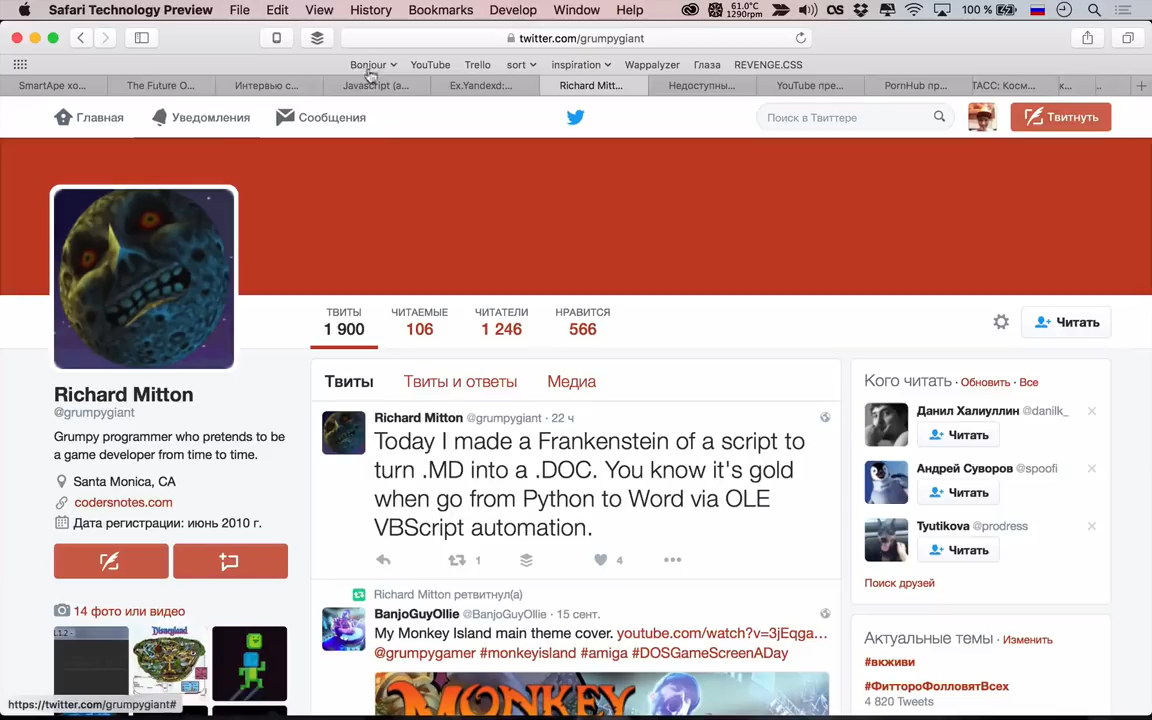 Safari Technology Preview File Edit View History Bookmarks Develop Window Help 61.0°C 1290rpm 100 %
twitter.com/grumpygiant
Bonjour YouTube Trello sort inspiration Wappalyzer Глаза REVENGE.CSS
SmartApe хо... The Future O... Интервью с... Javascript (a... Ex.Yandexd:... Richard Mitt... Недоступны... YouTube пре... PornHub пр... ТАСС: Косм... к... ..
Главная Уведомления Сообщения Поиск в Твиттере Твитнуть
ТВИТЫ ЧИТАЕМЫЕ ЧИТАТЕЛИ НРАВИТСЯ
1 900 106 1 246 566
Читать
Richard Mitton
@grumpygiant
Grumpy programmer who pretends to be
a game developer from time to time.
Santa Monica, CA
codersnotes.com
Дата регистрации: июнь 2010 г.
14 фото или видео
Disneyland
Твиты Твиты и ответы Медиа
Richard Mitton @grumpygiant · 22 ч
Today I made a Frankenstein of a script to
turn .MD into a .DOC. You know it's gold
when go from Python to Word via OLE
VBScript automation.
1 4
Richard Mitton ретвитнул(а)
BanjoGuyOllie @BanjoGuyOllie · 15 сент.
My Monkey Island main theme cover. youtube.com/watch?v=3jEqga...
@grumpygamer #monkeyisland #amiga #DOSGameScreenADay
MONKEY
Кого читать · Обновить · Все
Данил Халиуллин @danilk_
Читать
Андрей Суворов @spoofi
Читать
Tyutikova @prodress
Читать
Поиск друзей
Актуальные темы · Изменить
#вкживи
#ФиттороФолловятВсех
4 820 Tweets
https://twitter.com/grumpygiant#